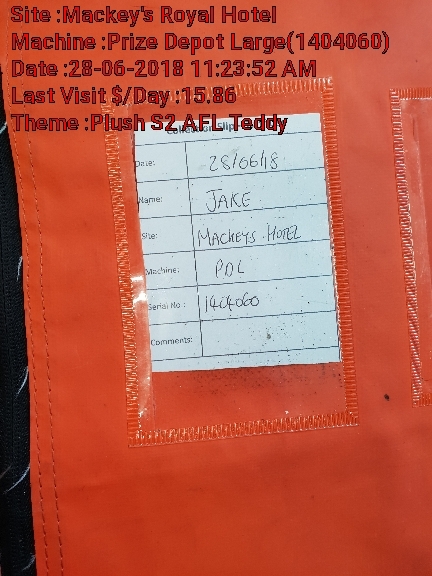 Site :Mackey's Royal Hotel
Machine :Prize Depot Large(1404060)
Date :28-06-2018 11:23:52 AM
Last Visit $/Day :15.86
Theme :Plush S2 AFL Teddy
Collection Slip
Date: 28/06/18
Name: JAKE
Site: MACKEYS HOTEL
Machine: PDL
Serial No : 1404060
Comments: